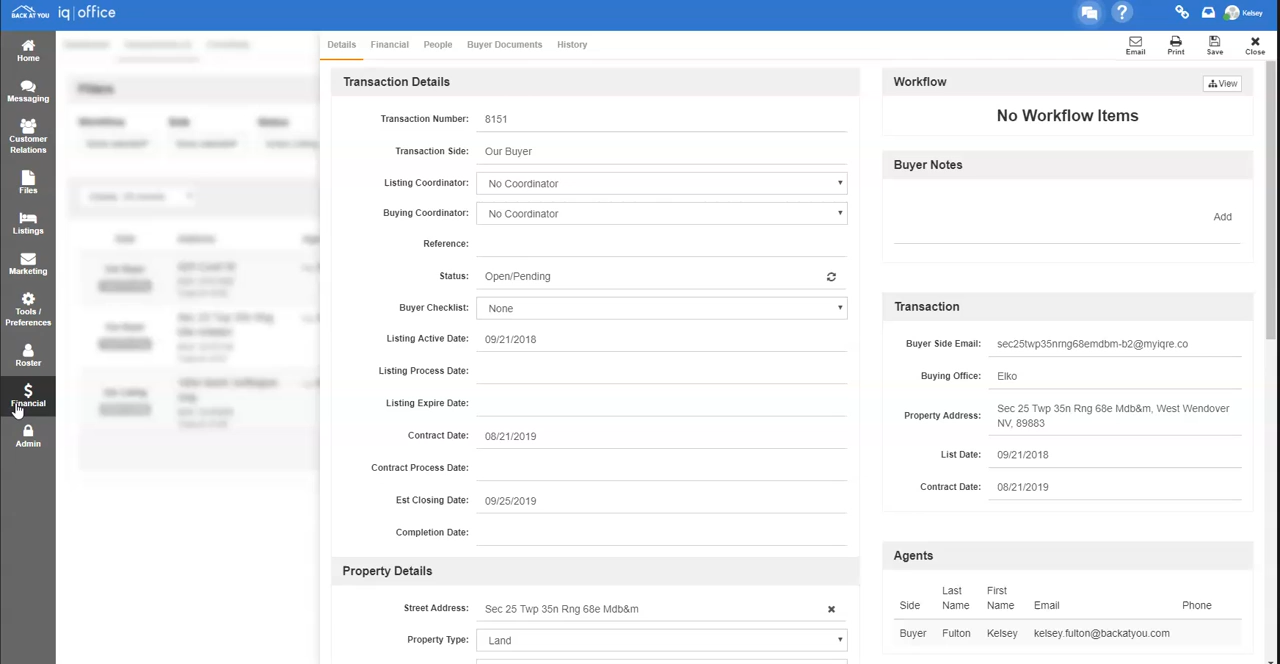 BACK AT YOU iq|office
Kelsey
Home
Messaging
Customer
Relations
Files
Listings
Marketing
Tools /
Preferences
Roster
Financial
Admin
Filters
Details Financial People Buyer Documents History
Email Print Save Close
Transaction Details
Transaction Number: 8151
Transaction Side: Our Buyer
Listing Coordinator: No Coordinator
Buying Coordinator: No Coordinator
Reference:
Status: Open/Pending
Buyer Checklist: None
Listing Active Date: 09/21/2018
Listing Process Date:
Listing Expire Date:
Contract Date: 08/21/2019
Contract Process Date:
Est Closing Date: 09/25/2019
Completion Date:
Property Details
Street Address: Sec 25 Twp 35n Rng 68e Mdb&m
Property Type: Land
Workflow
View
No Workflow Items
Buyer Notes
Add
Transaction
Buyer Side Email: sec25twp35nrng68emdbm-b2@myiqre.co
Buying Office: Elko
Property Address: Sec 25 Twp 35n Rng 68e Mdb&m, West Wendover
NV, 89883
List Date: 09/21/2018
Contract Date: 08/21/2019
Agents
Side Last Name First Name Email Phone
Buyer Fulton Kelsey kelsey.fulton@backatyou.com